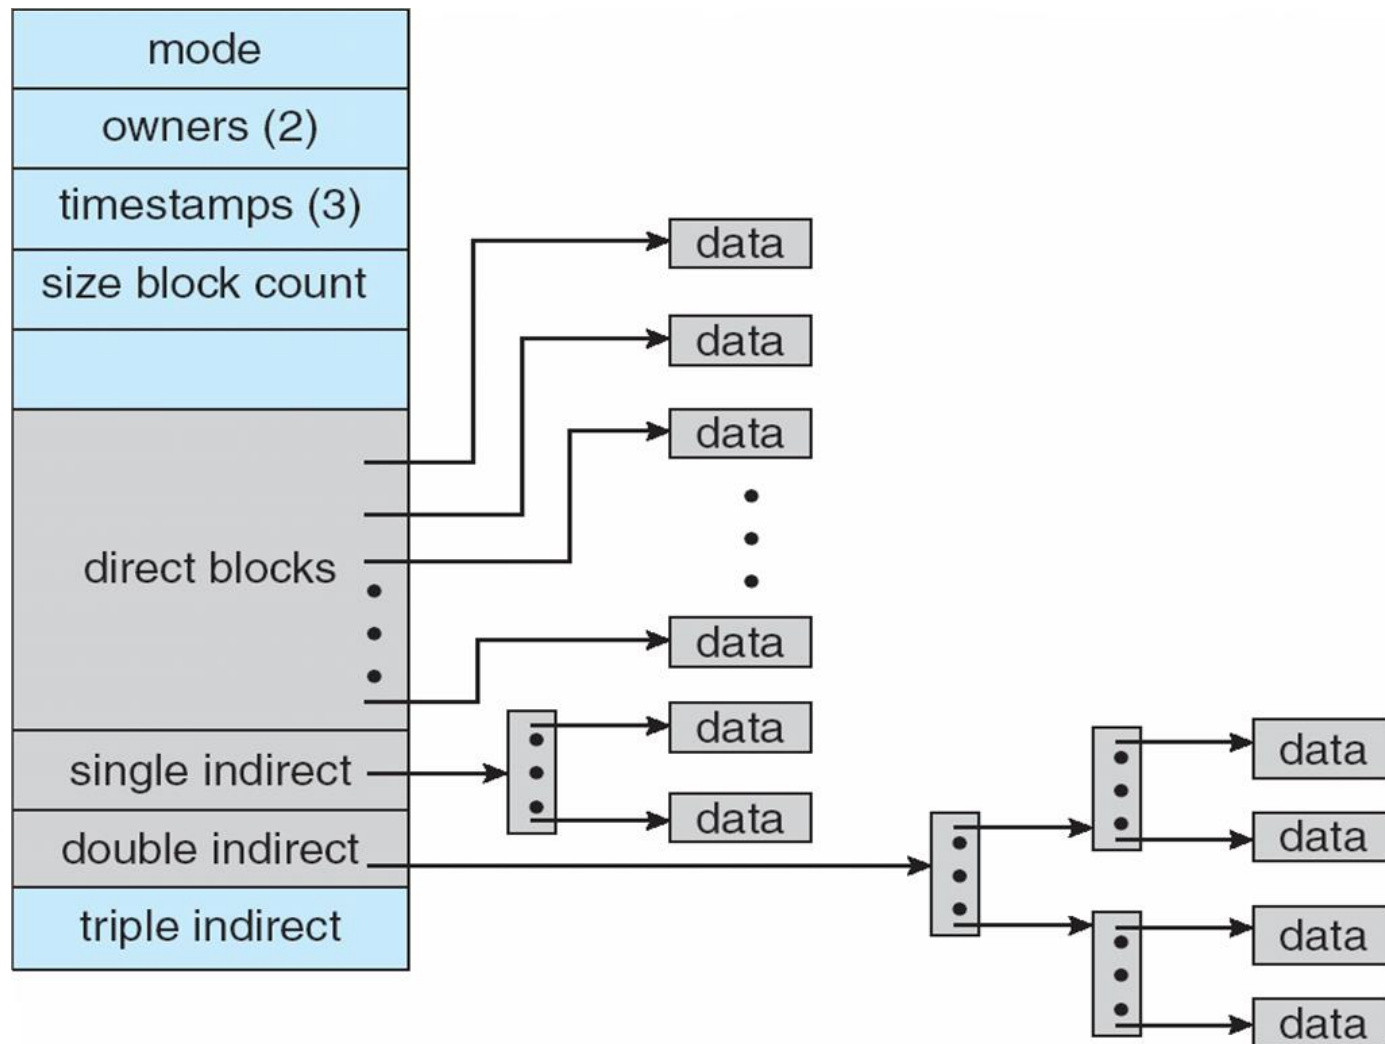 mode
owners (2)
timestamps (3)
size block count
direct blocks
single indirect
double indirect
triple indirect
data
data
data
data
data
data
data
data
data
data